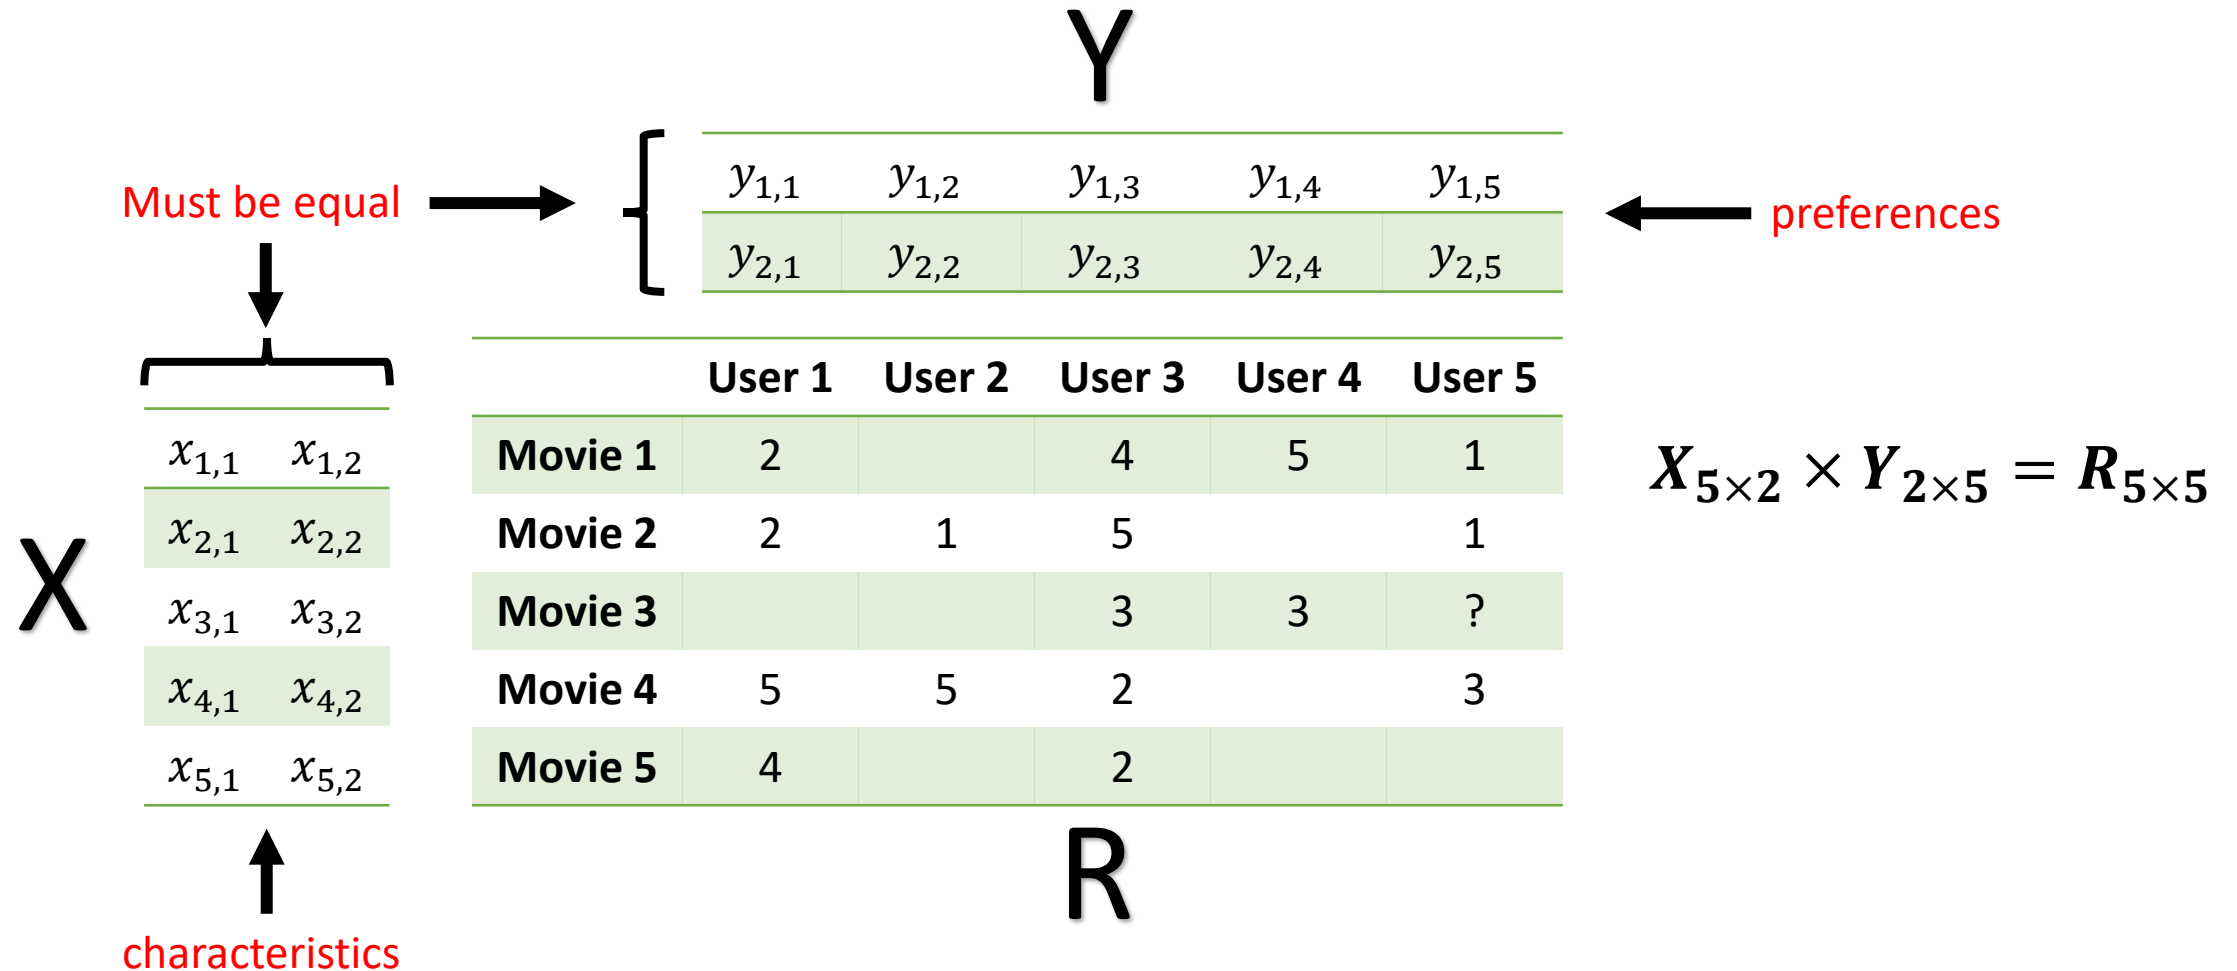 Y
Must be equal
y1,1 y1,2 y1,3 y1,4 y1,5
y2,1 y2,2 y2,3 y2,4 y2,5
preferences
X
x1,1 x1,2
x2,1 x2,2
x3,1 x3,2
x4,1 x4,2
x5,1 x5,2
characteristics
User 1 User 2 User 3 User 4 User 5
Movie 1 2 4 5 1
Movie 2 2 1 5 1
Movie 3 3 3 ?
Movie 4 5 5 2 3
Movie 5 4 2
R
X5×2 × Y2×5 = R5×5